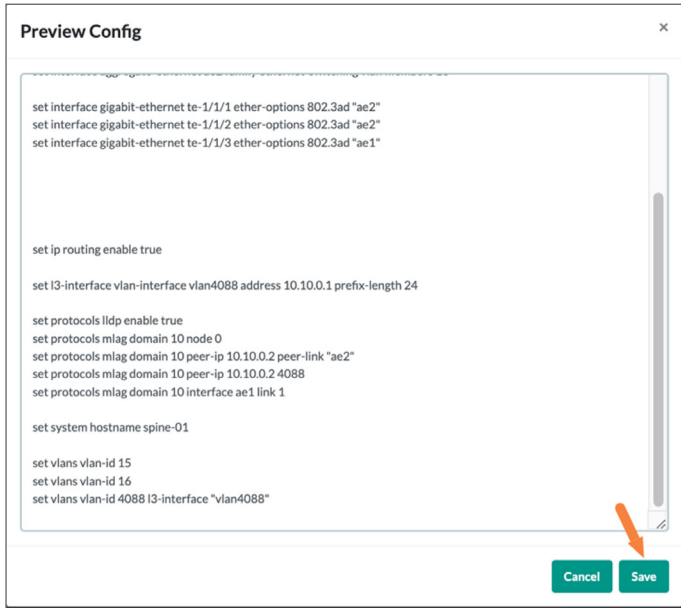 Preview Config
×
set interface gigabit-ethernet te-1/1/1 ether-options 802.3ad "ae2"
set interface gigabit-ethernet te-1/1/2 ether-options 802.3ad "ae2"
set interface gigabit-ethernet te-1/1/3 ether-options 802.3ad "ae1"
set ip routing enable true
set l3-interface vlan-interface vlan4088 address 10.10.0.1 prefix-length 24
set protocols lldp enable true
set protocols mlag domain 10 node 0
set protocols mlag domain 10 peer-ip 10.10.0.2 peer-link "ae2"
set protocols mlag domain 10 peer-ip 10.10.0.2 4088
set protocols mlag domain 10 interface ae1 link 1
set system hostname spine-01
set vlans vlan-id 15
set vlans vlan-id 16
set vlans vlan-id 4088 l3-interface "vlan4088"
Cancel
Save